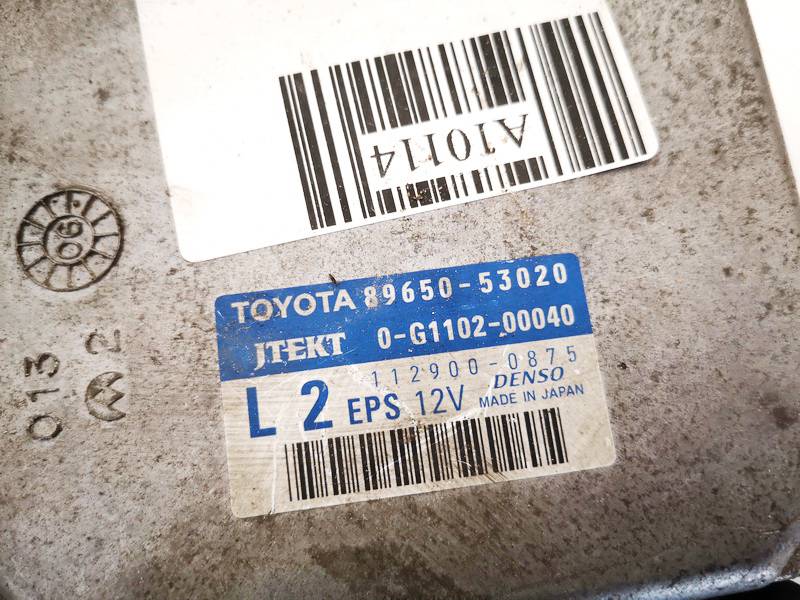 A10114
TOYOTA 89650-53020
JTEKT 0-G1102-00040
112900-0875
L2 EPS 12V DENSO
MADE IN JAPAN
06
013
2